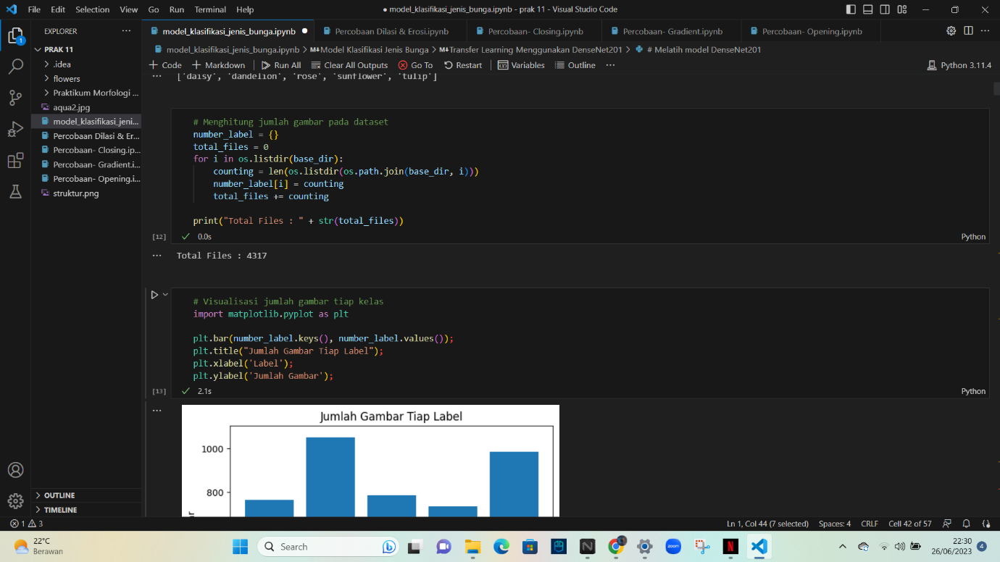 File Edit Selection View Go Run Terminal Help
● model_klasifikasi_jenis_bunga.ipynb - prak 11 - Visual Studio Code
EXPLORER
model_klasifikasi_jenis_bunga.ipynb
Percobaan Dilasi & Erosi.ipynb
Percobaan- Closing.ipynb
Percobaan- Gradient.ipynb
Percobaan- Opening.ipynb
1
PRAK 11
.idea
flowers
Praktikum Morfologi ...
aqua2.jpg
model_klasifikasi_jeni...
Percobaan Dilasi & Er...
Percobaan- Closing.ip...
Percobaan- Gradient.i...
Percobaan- Opening.i...
struktur.png
OUTLINE
TIMELINE
model_klasifikasi_jenis_bunga.ipynb > M↓Model Klasifikasi Jenis Bunga > M↓Transfer Learning Menggunakan DenseNet201 > # Melatih model DenseNet201
+ Code + Markdown Run All Clear All Outputs Go To Restart Variables Outline ...
Python 3.11.4
... ['daisy', 'dandelion', 'rose', 'sunflower', 'tulip']
# Menghitung jumlah gambar pada dataset
number_label = {}
total_files = 0
for i in os.listdir(base_dir):
counting = len(os.listdir(os.path.join(base_dir, i)))
number_label[i] = counting
total_files += counting
print("Total Files : " + str(total_files))
[12] ✓ 0.0s Python
... Total Files : 4317
# Visualisasi jumlah gambar tiap kelas
import matplotlib.pyplot as plt
plt.bar(number_label.keys(), number_label.values());
plt.title("Jumlah Gambar Tiap Label");
plt.xlabel('Label');
plt.ylabel('Jumlah Gambar');
[13] ✓ 2.1s Python
...
Jumlah Gambar Tiap Label
1000
800
1 3
Ln 1, Col 44 (7 selected) Spaces: 4 CRLF Cell 42 of 57
22°C
Berawan
Search
zoom
N
22:30
26/06/2023
4